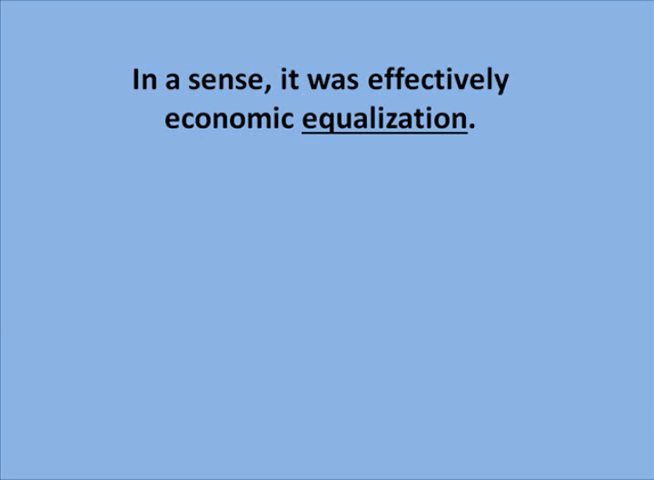 In a sense, it was effectively
economic equalization.